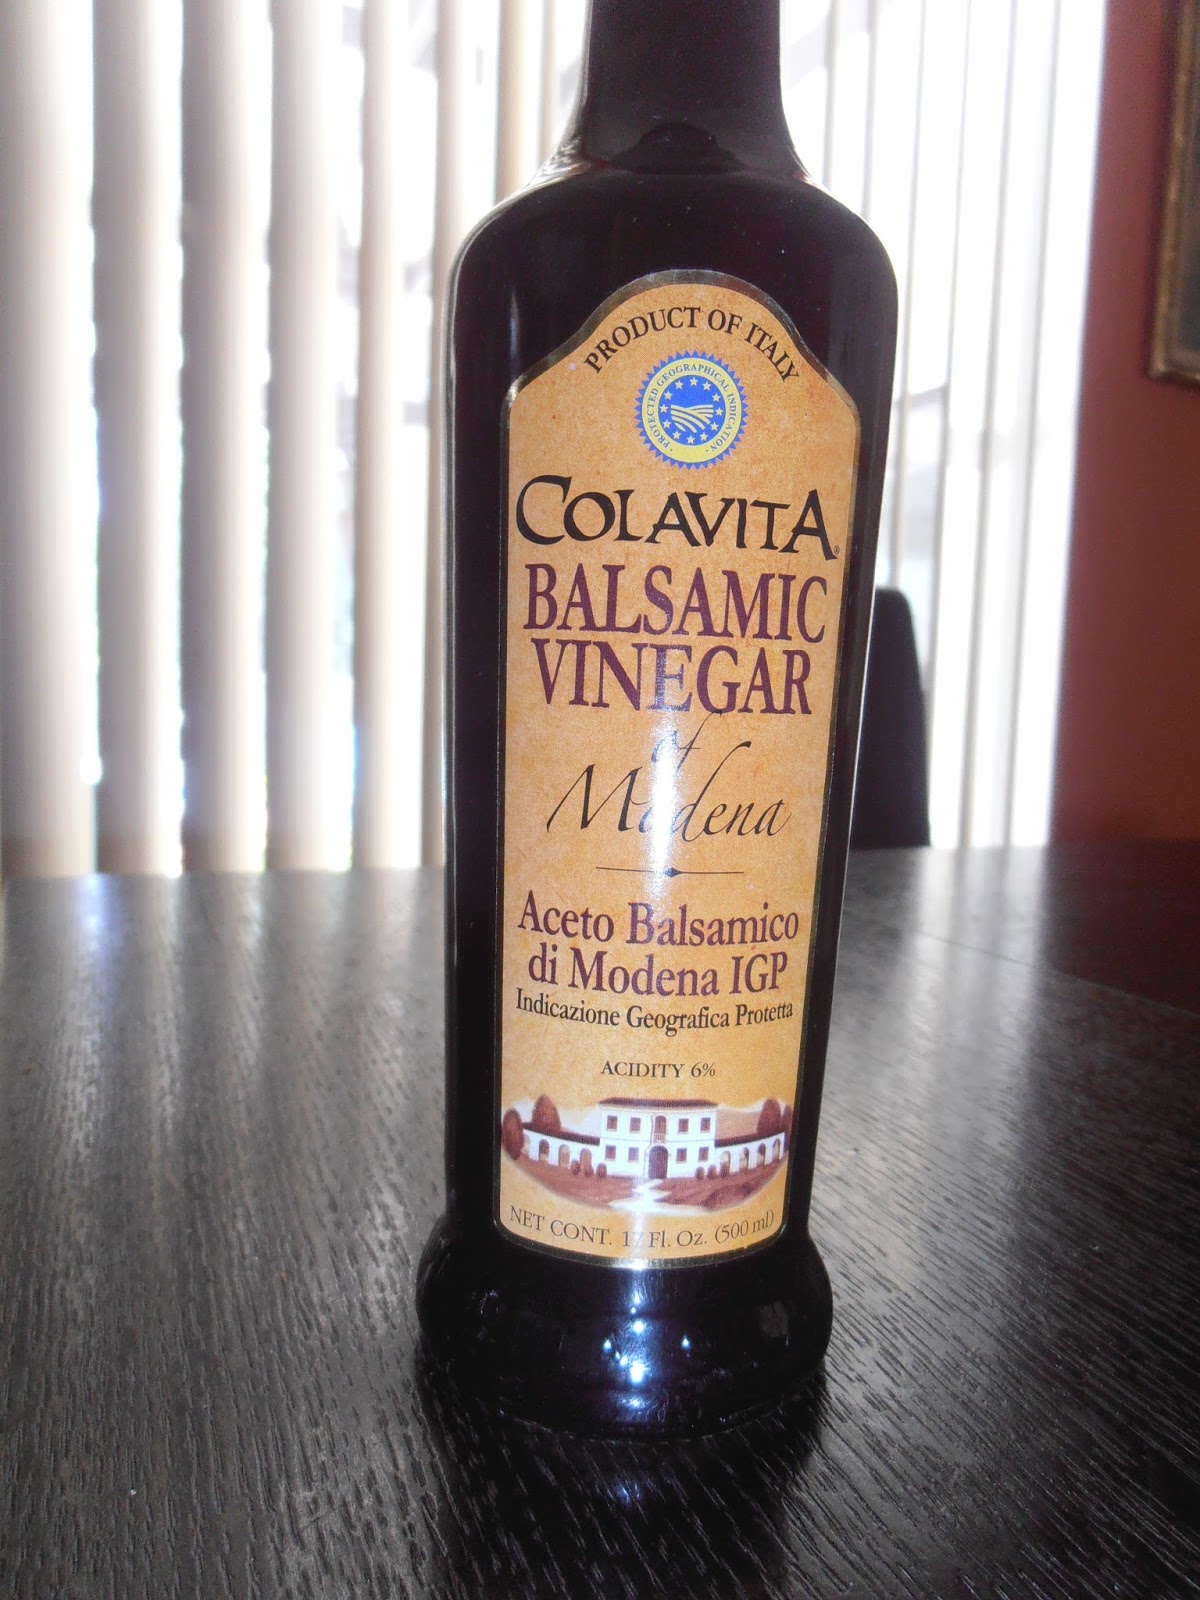 PRODUCT OF ITALY
PROTECTED GEOGRAPHICAL INDICATION
COLAVITA®
BALSAMIC
VINEGAR
of
Modena
Aceto Balsamico
di Modena IGP
Indicazione Geografica Protetta
ACIDITY 6%
NET CONT. 17 Fl. Oz. (500 ml)